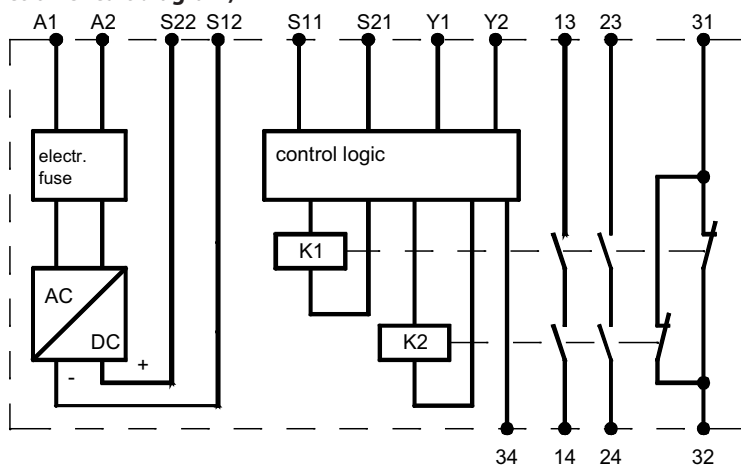 A1 A2 S22 S12 S11 S21 Y1 Y2 13 23 31
electr.
fuse
control logic
K1
AC
DC
K2
+
-
34 14 24 32